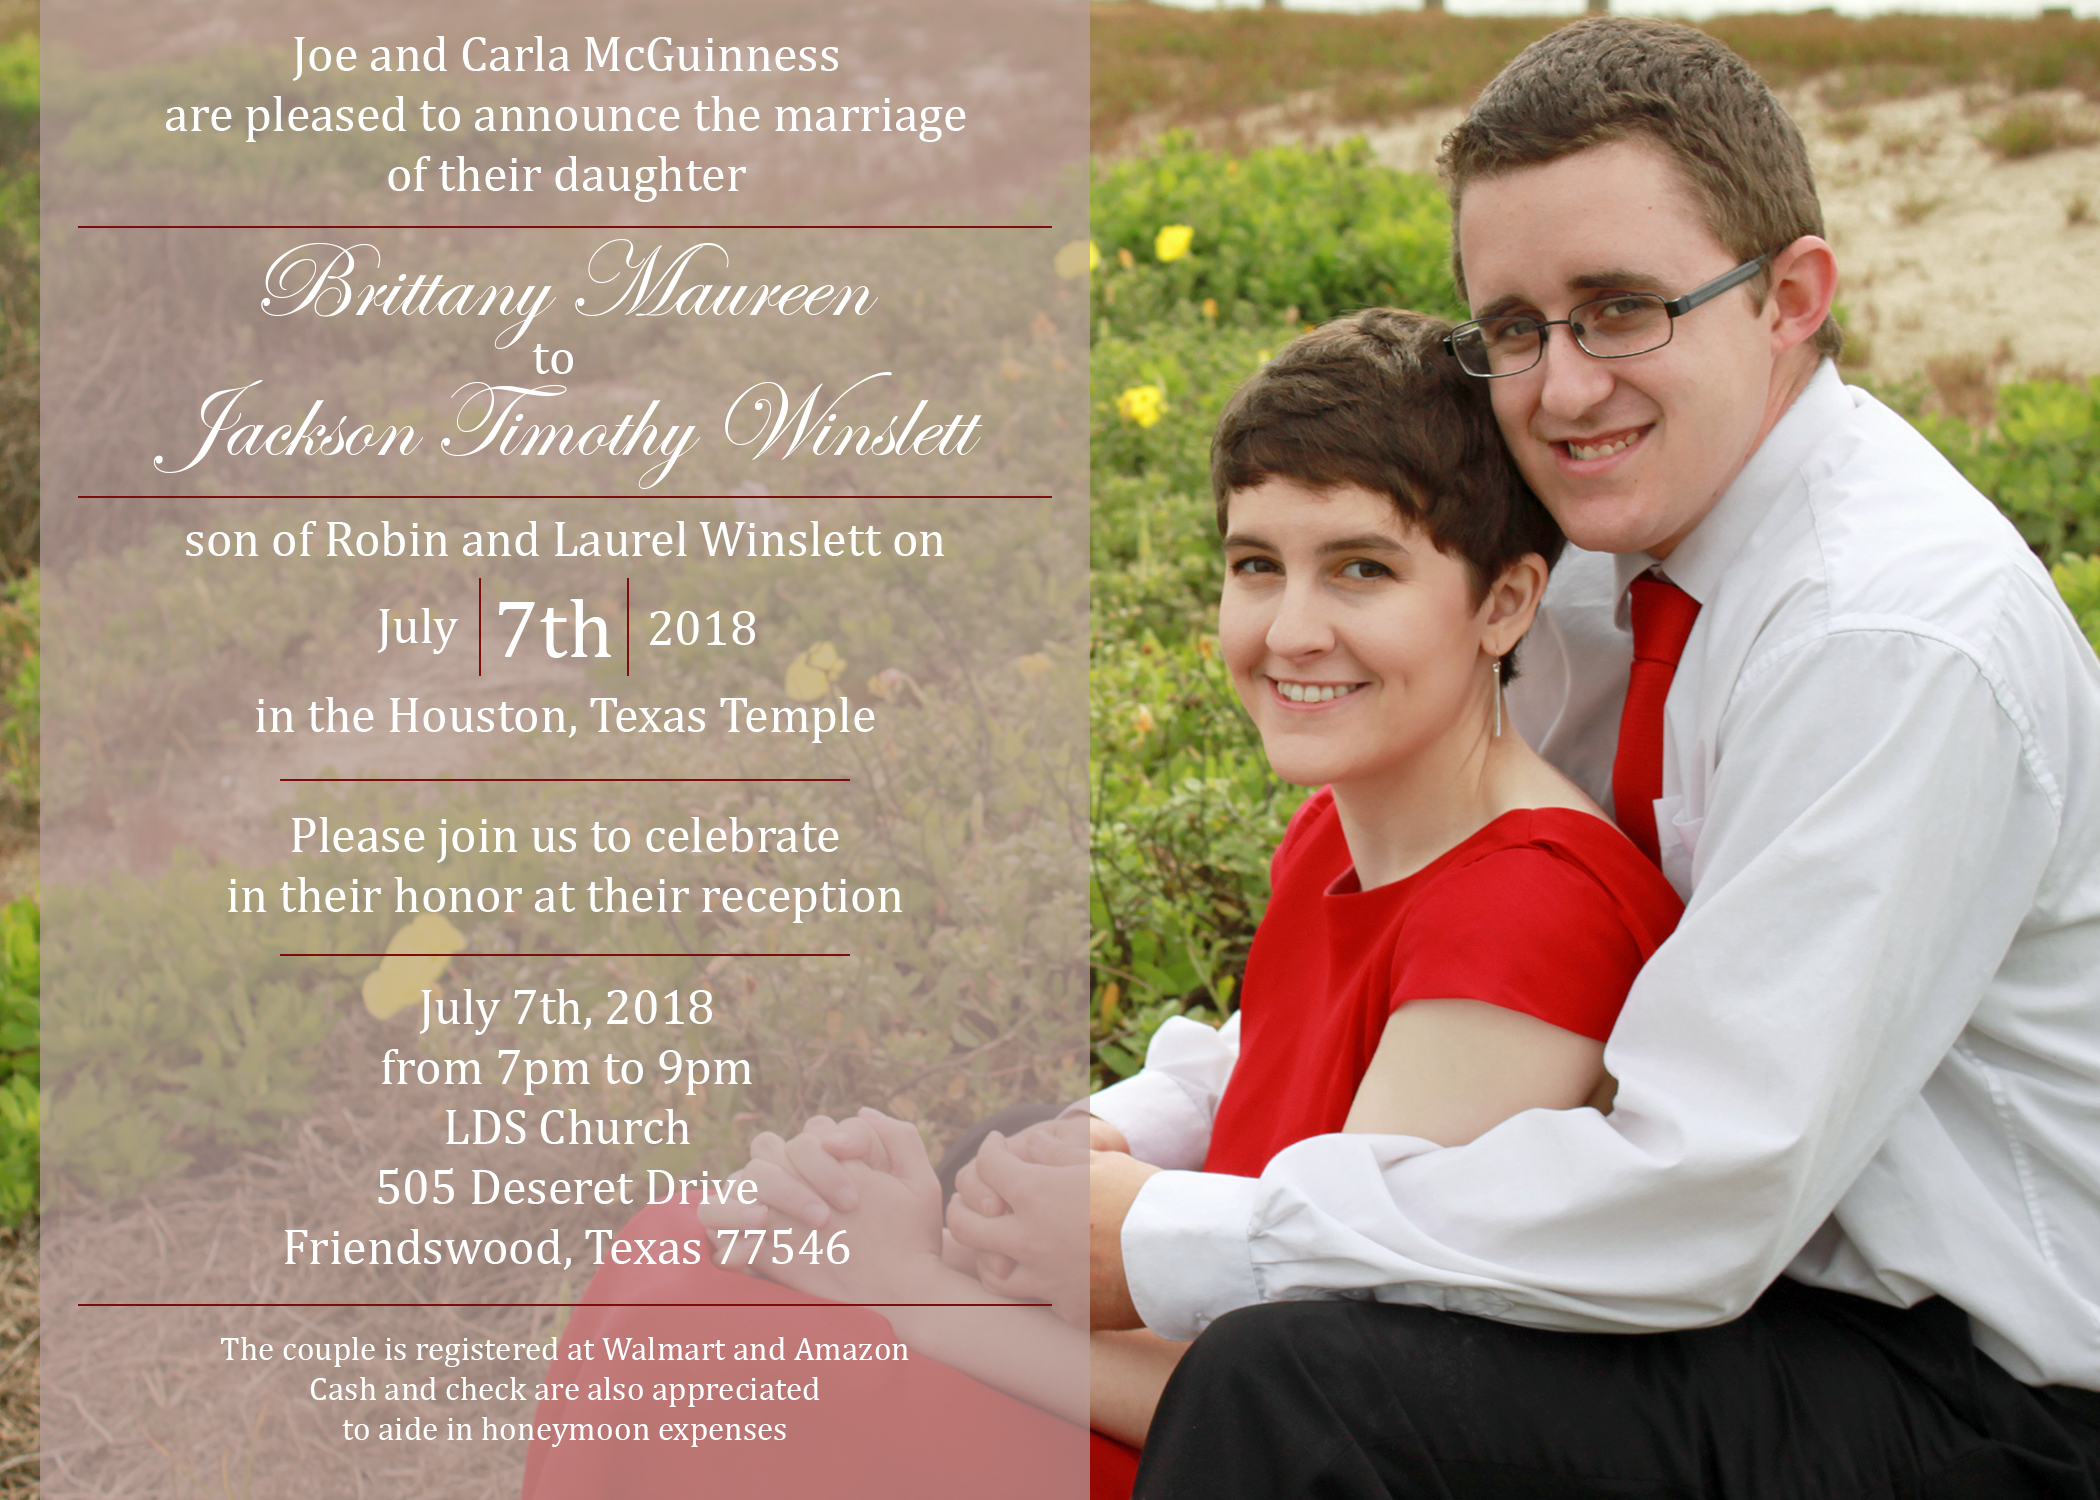 Joe and Carla McGuinness
are pleased to announce the marriage
of their daughter
Brittany Maureen
to
Jackson Timothy Winslett
son of Robin and Laurel Winslett on
July 7th 2018
in the Houston, Texas Temple
Please join us to celebrate
in their honor at their reception
July 7th, 2018
from 7pm to 9pm
LDS Church
505 Deseret Drive
Friendswood, Texas 77546
The couple is registered at Walmart and Amazon
Cash and check are also appreciated
to aide in honeymoon expenses